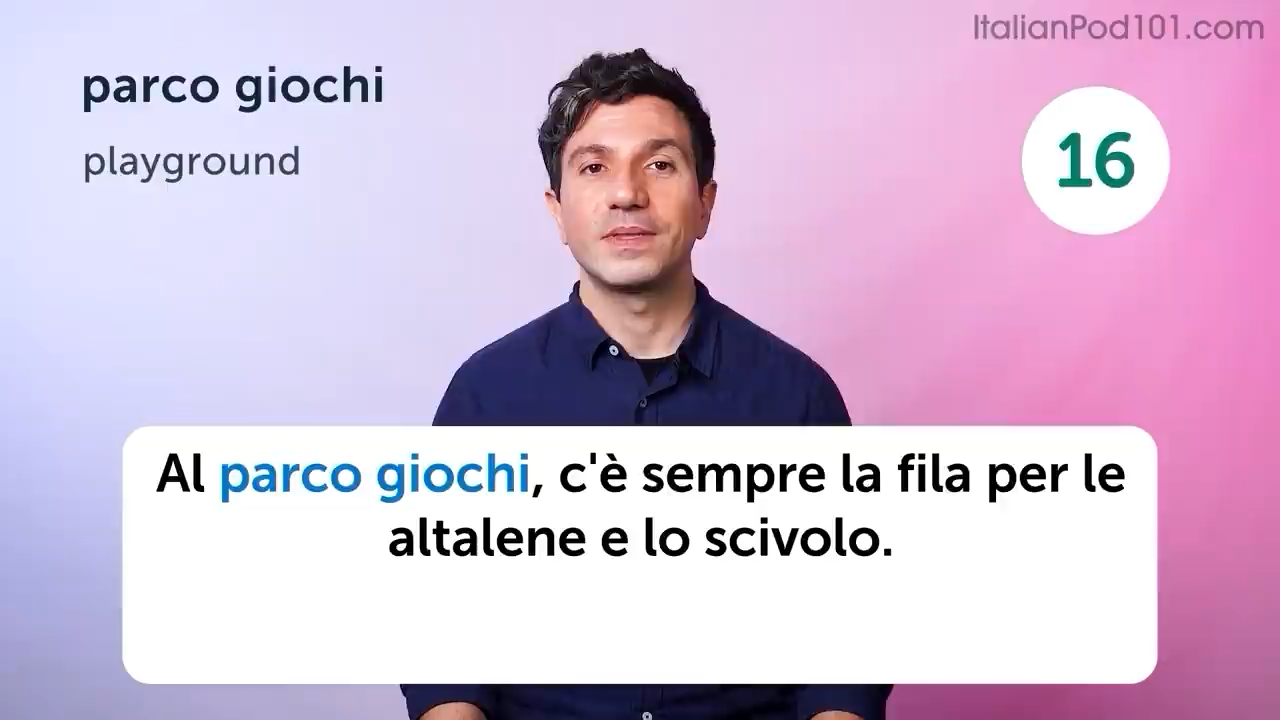 ItalianPod101.com
parco giochi
playground
16
Al parco giochi, c'è sempre la fila per le
altalene e lo scivolo.